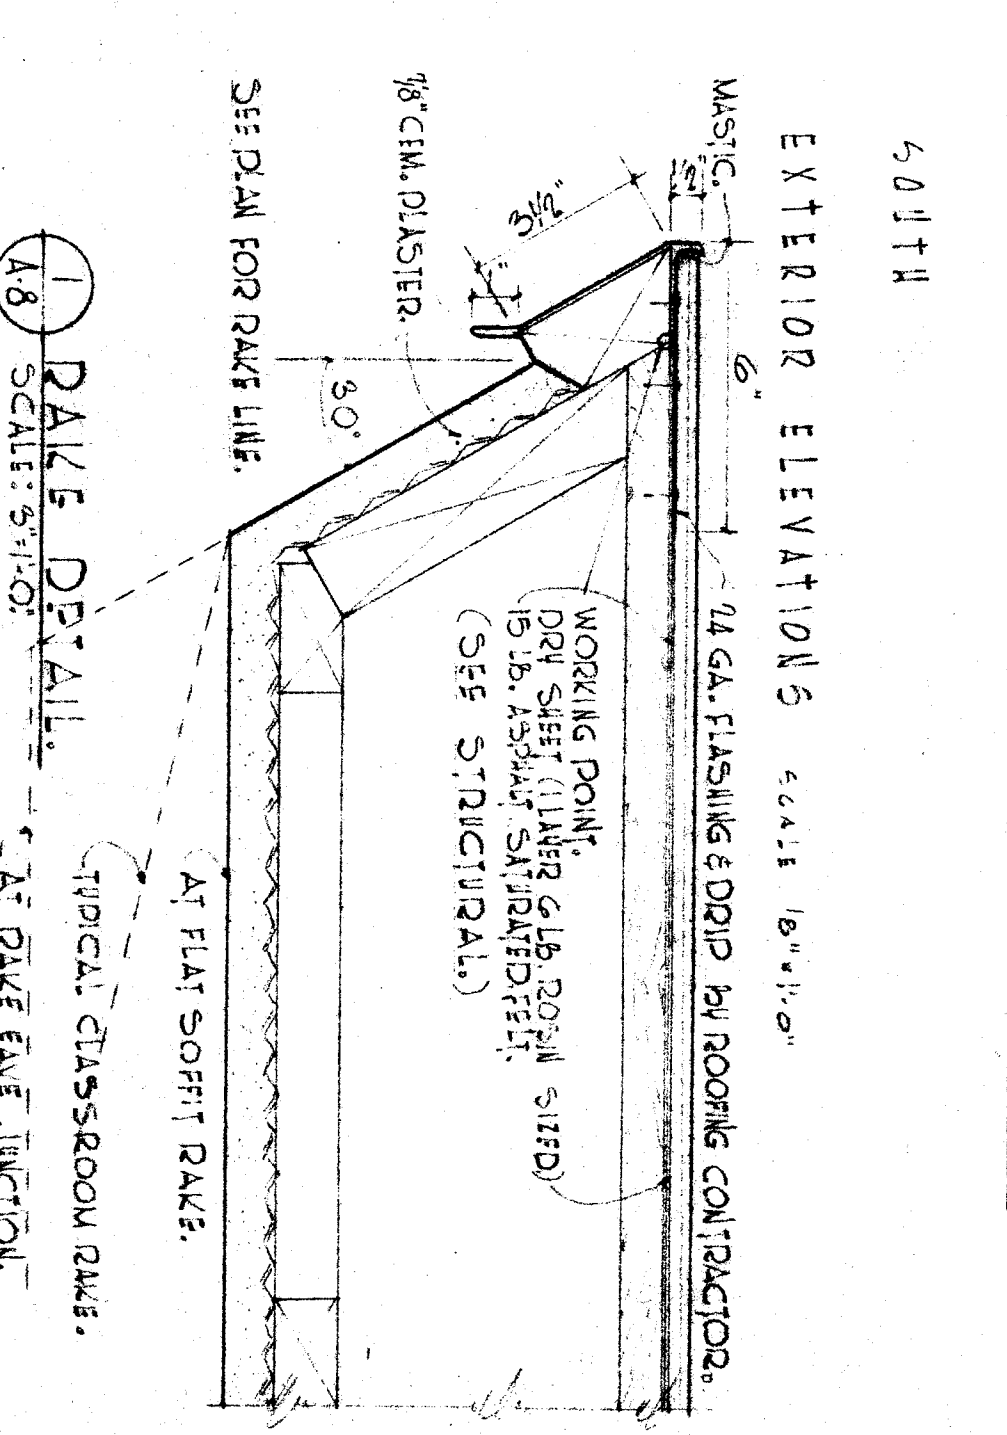 SOUTH
EXTERIOR ELEVATIONS SCALE 1/8" = 1'-0"
MASTIC.
1/2"
6"
24 GA. FLASHING & DRIP by ROOFING CONTRACTOR.
3 1/2"
1"
WORKING POINT.
DRY SHEET (1 LAYER 6 LB. ROSIN SIZED)
15 LB. ASPHALT SATURATED FELT.
(SEE STRUCTURAL.)
7/8" CEM. PLASTER.
30°
SEE PLAN FOR RAKE LINE.
AT FLAT SOFFIT RAKE.
TYPICAL CLASSROOM RAKE.
AT RAKE EAVE JUNCTION.
1
A-8
RAKE DETAIL.
SCALE: 3"=1'-0"